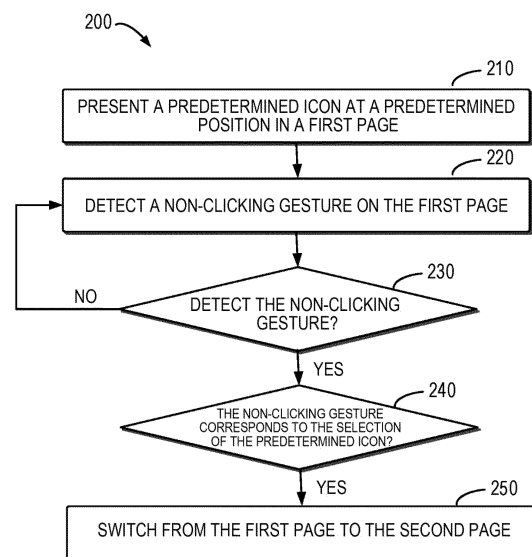 200
210
PRESENT A PREDETERMINED ICON AT A PREDETERMINED
POSITION IN A FIRST PAGE
220
DETECT A NON-CLICKING GESTURE ON THE FIRST PAGE
230
NO
DETECT THE NON-CLICKING
GESTURE?
YES
240
THE NON-CLICKING GESTURE
CORRESPONDS TO THE SELECTION
OF THE PREDETERMINED ICON?
YES
250
SWITCH FROM THE FIRST PAGE TO THE SECOND PAGE